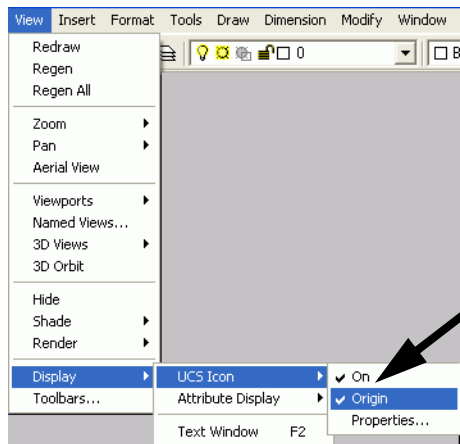 View Insert Format Tools Draw Dimension Modify Window
Redraw
Regen
Regen All
0
B
Zoom
Pan
Aerial View
Viewports
Named Views...
3D Views
3D Orbit
Hide
Shade
Render
Display
Toolbars...
UCS Icon
Attribute Display
Text Window F2
On
Origin
Properties...